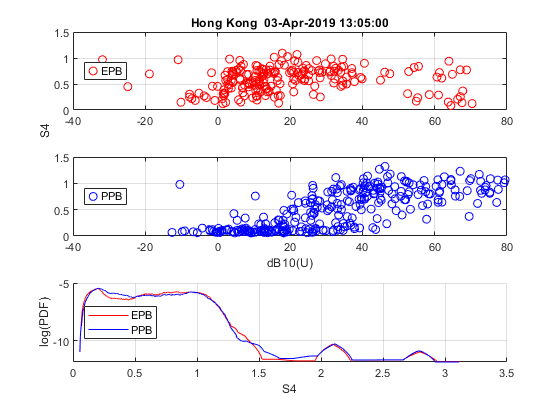 Hong Kong 03-Apr-2019 13:05:00
1.5
1
0.5
0
S4
EPB
-40 -20 0 20 40 60 80
1.5
1
0.5
0
PPB
-40 -20 0 20 40 60 80
dB10(U)
-5
-10
log(PDF)
EPB
PPB
0 0.5 1 1.5 2 2.5 3 3.5
S4